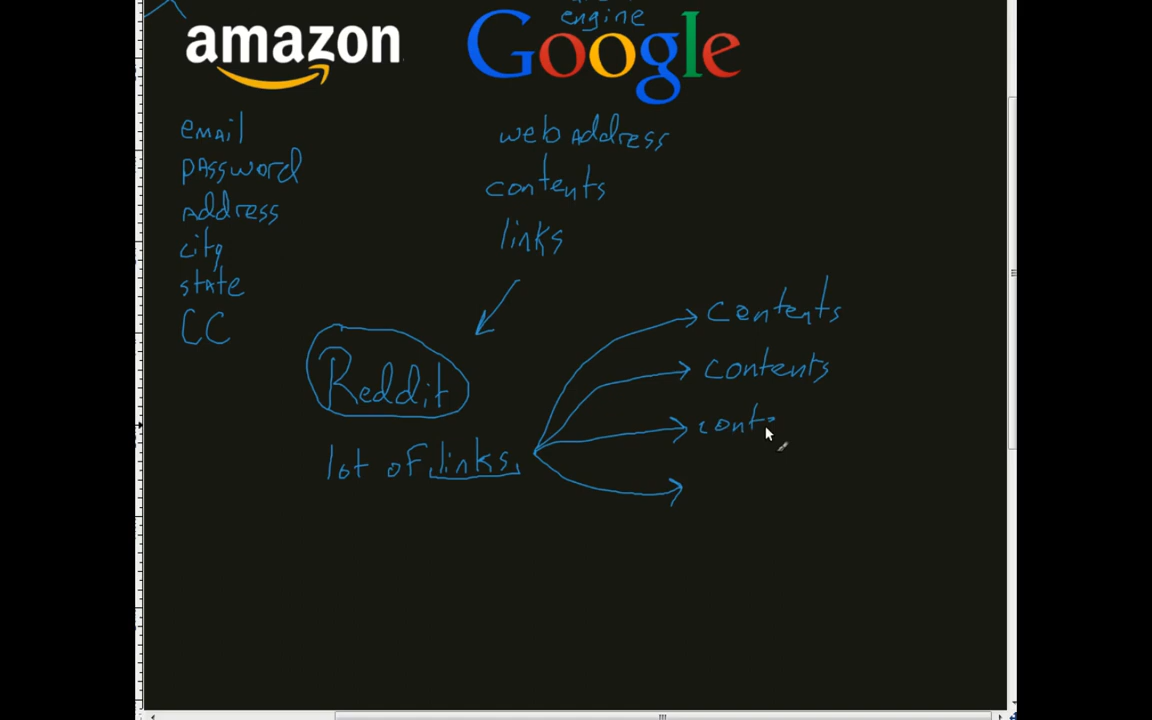 engine
amazon
Google
email
password
address
city
state
CC
web address
contents
links
Reddit
lot of links.
contents
contents
conte